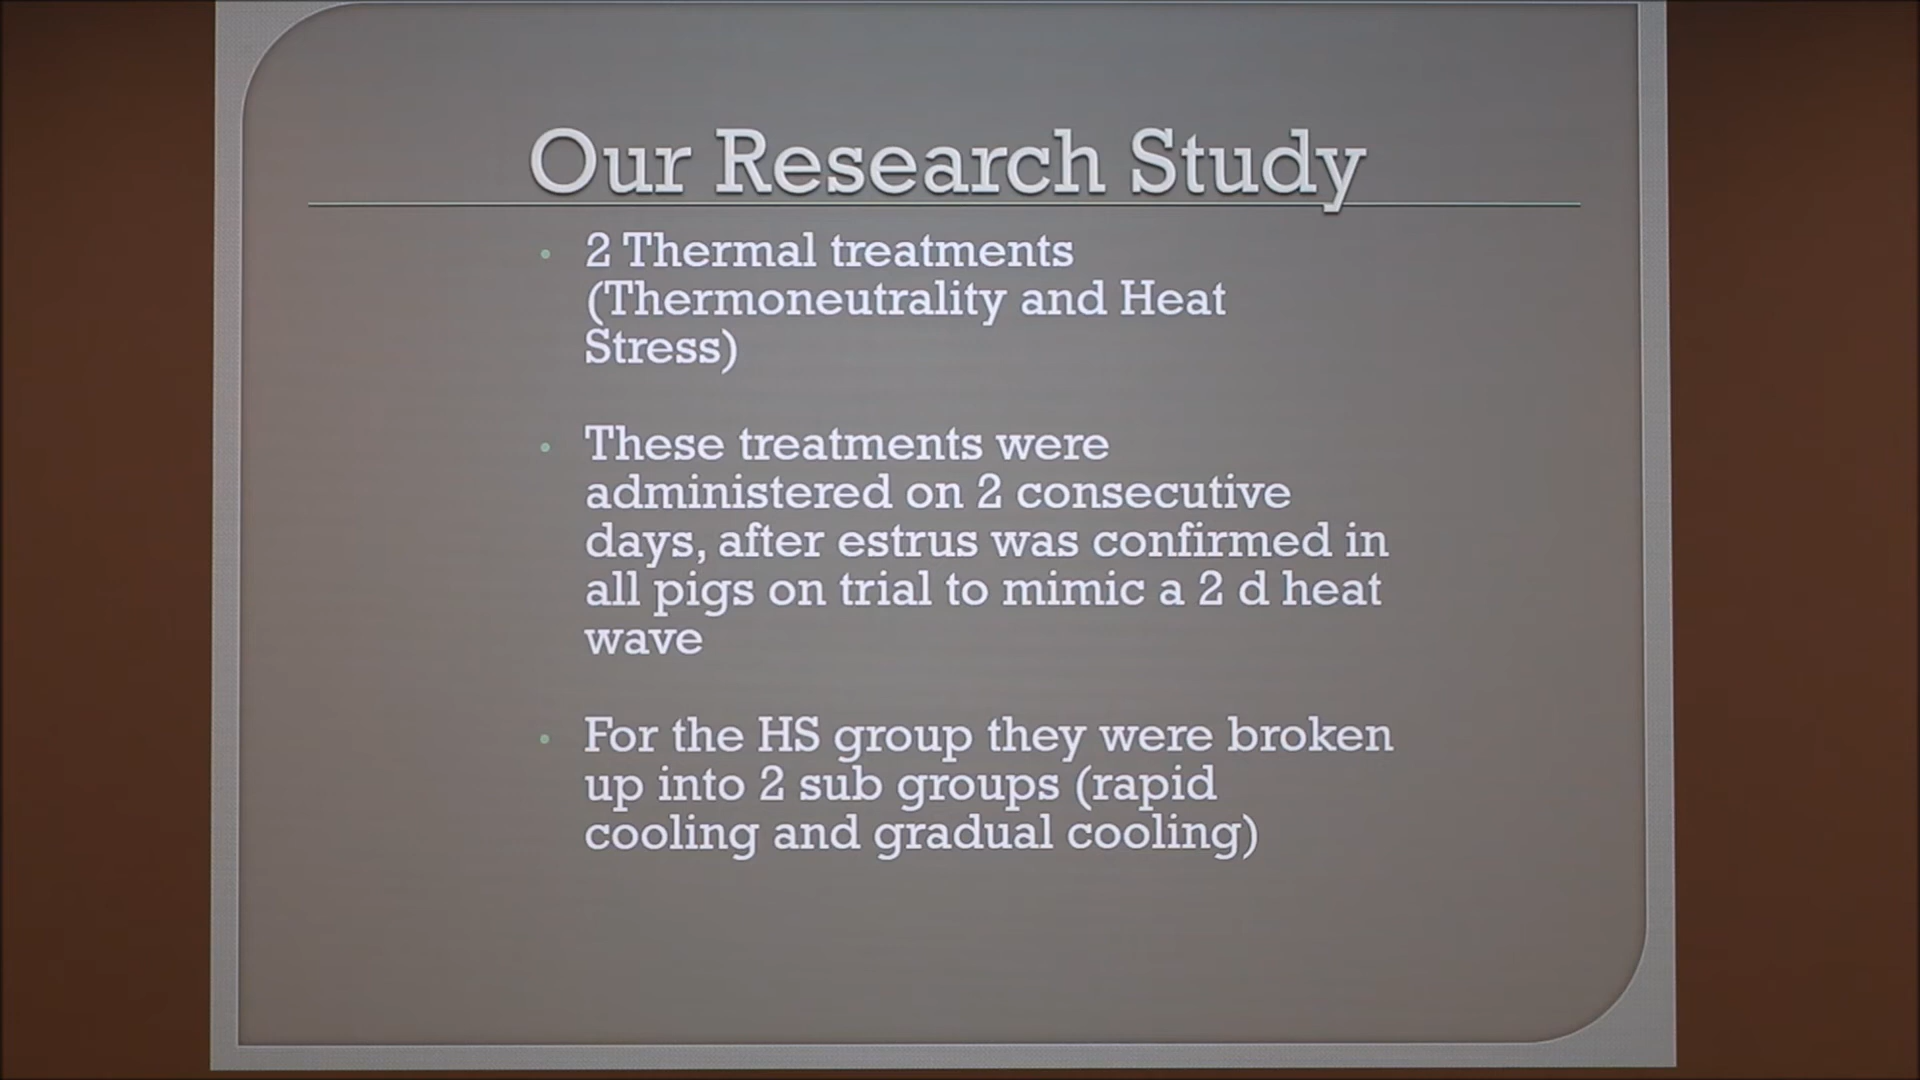 Our Research Study
• 2 Thermal treatments
(Thermoneutrality and Heat
Stress)
• These treatments were
administered on 2 consecutive
days, after estrus was confirmed in
all pigs on trial to mimic a 2 d heat
wave
• For the HS group they were broken
up into 2 sub groups (rapid
cooling and gradual cooling)